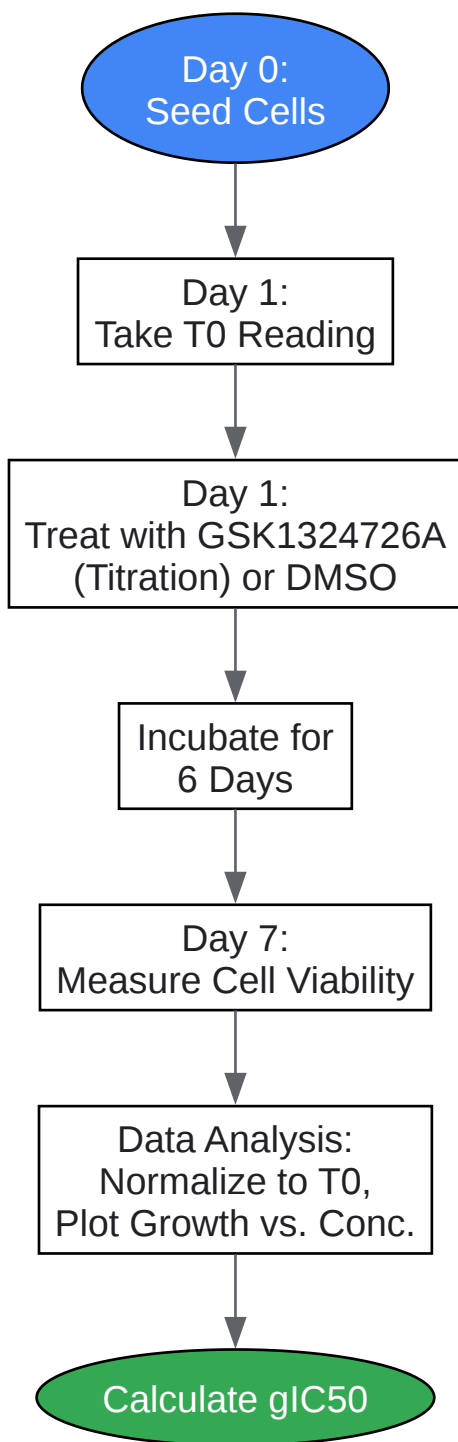 Day 0:
Seed Cells
Day 1:
Take T0 Reading
Day 1:
Treat with GSK1324726A
(Titration) or DMSO
Incubate for
6 Days
Day 7:
Measure Cell Viability
Data Analysis:
Normalize to T0,
Plot Growth vs. Conc.
Calculate gIC50